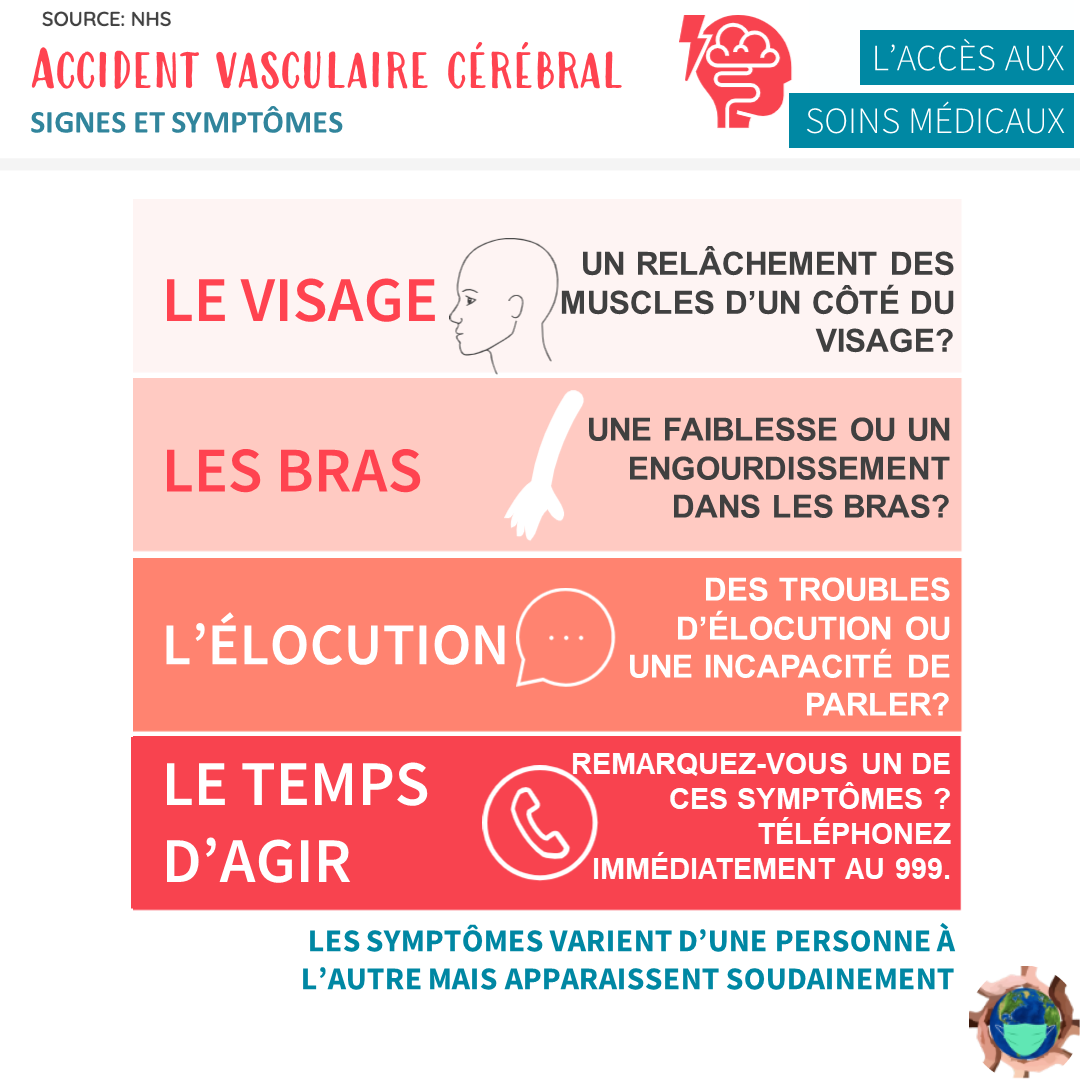 SOURCE: NHS
ACCIDENT VASCULAIRE CÉRÉBRAL
SIGNES ET SYMPTÔMES
L’ACCÈS AUX
SOINS MÉDICAUX
LE VISAGE
UN RELÂCHEMENT DES
MUSCLES D’UN CÔTÉ DU
VISAGE?
LES BRAS
UNE FAIBLESSE OU UN
ENGOURDISSEMENT
DANS LES BRAS?
L’ÉLOCUTION
DES TROUBLES
D’ÉLOCUTION OU
UNE INCAPACITÉ DE
PARLER?
LE TEMPS
D’AGIR
REMARQUEZ-VOUS UN DE
CES SYMPTÔMES ?
TÉLÉPHONEZ
IMMÉDIATEMENT AU 999.
LES SYMPTÔMES VARIENT D’UNE PERSONNE À
L’AUTRE MAIS APPARAISSENT SOUDAINEMENT